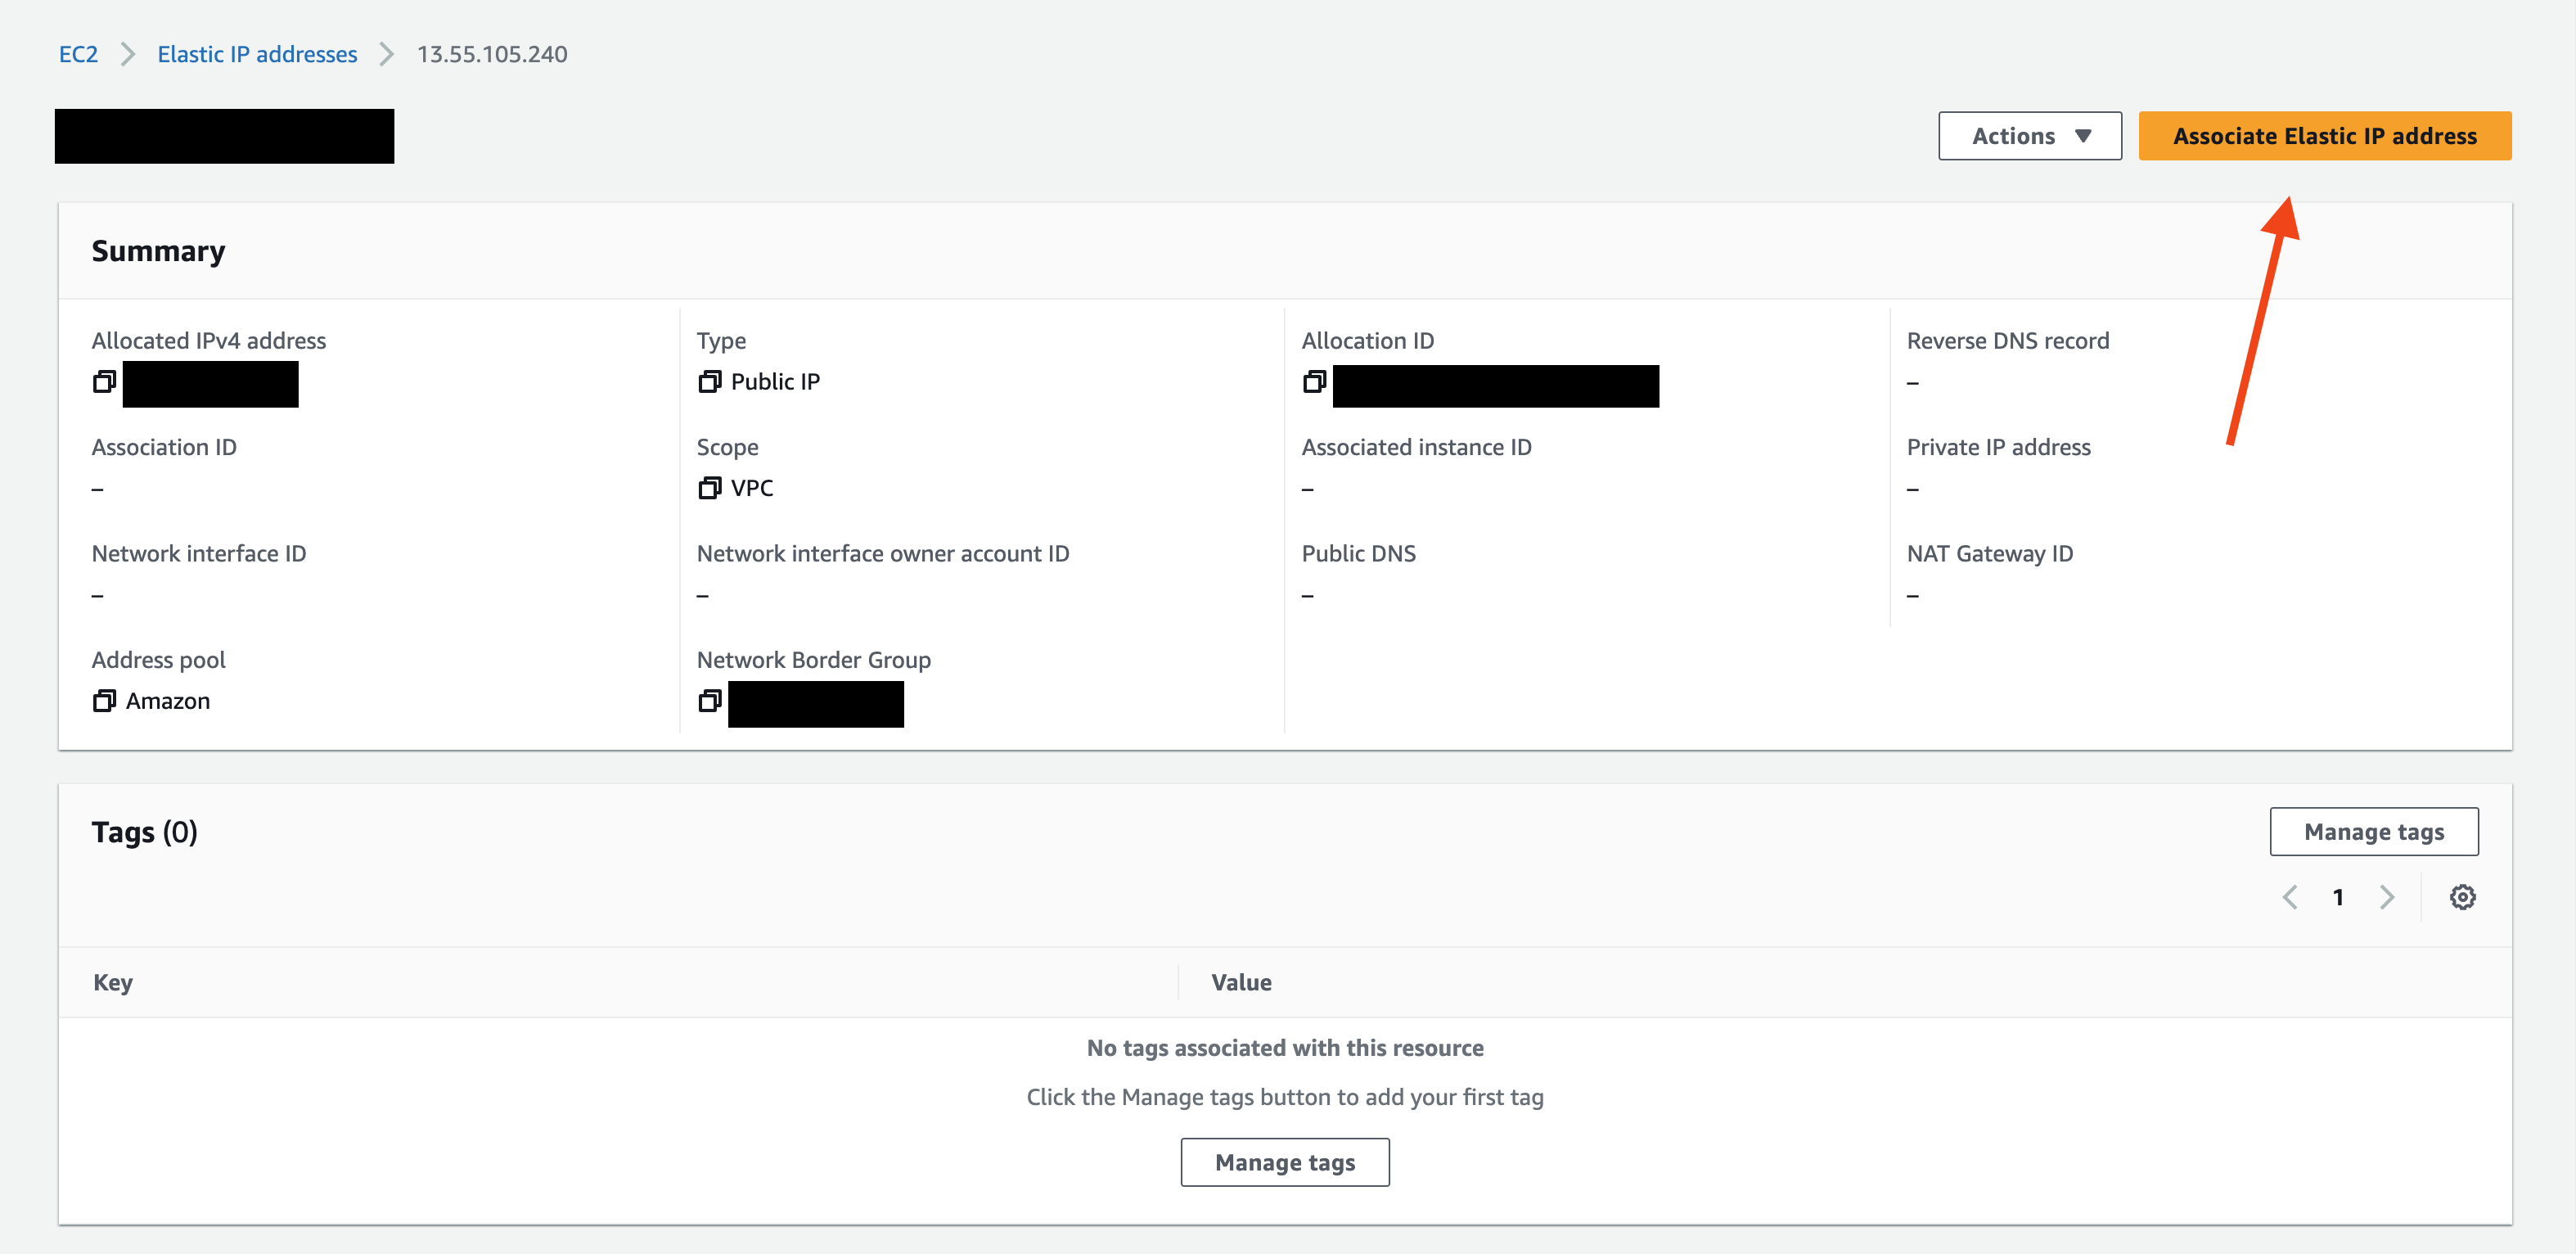 EC2 Elastic IP addresses 13.55.105.240
Actions Associate Elastic IP address
Summary
Allocated IPv4 address
Type
Public IP
Allocation ID
Reverse DNS record
–
Association ID
–
Scope
VPC
Associated instance ID
–
Private IP address
–
Network interface ID
–
Network interface owner account ID
–
Public DNS
–
NAT Gateway ID
–
Address pool
Amazon
Network Border Group
Tags (0)
Manage tags
1
Key Value
No tags associated with this resource
Click the Manage tags button to add your first tag
Manage tags